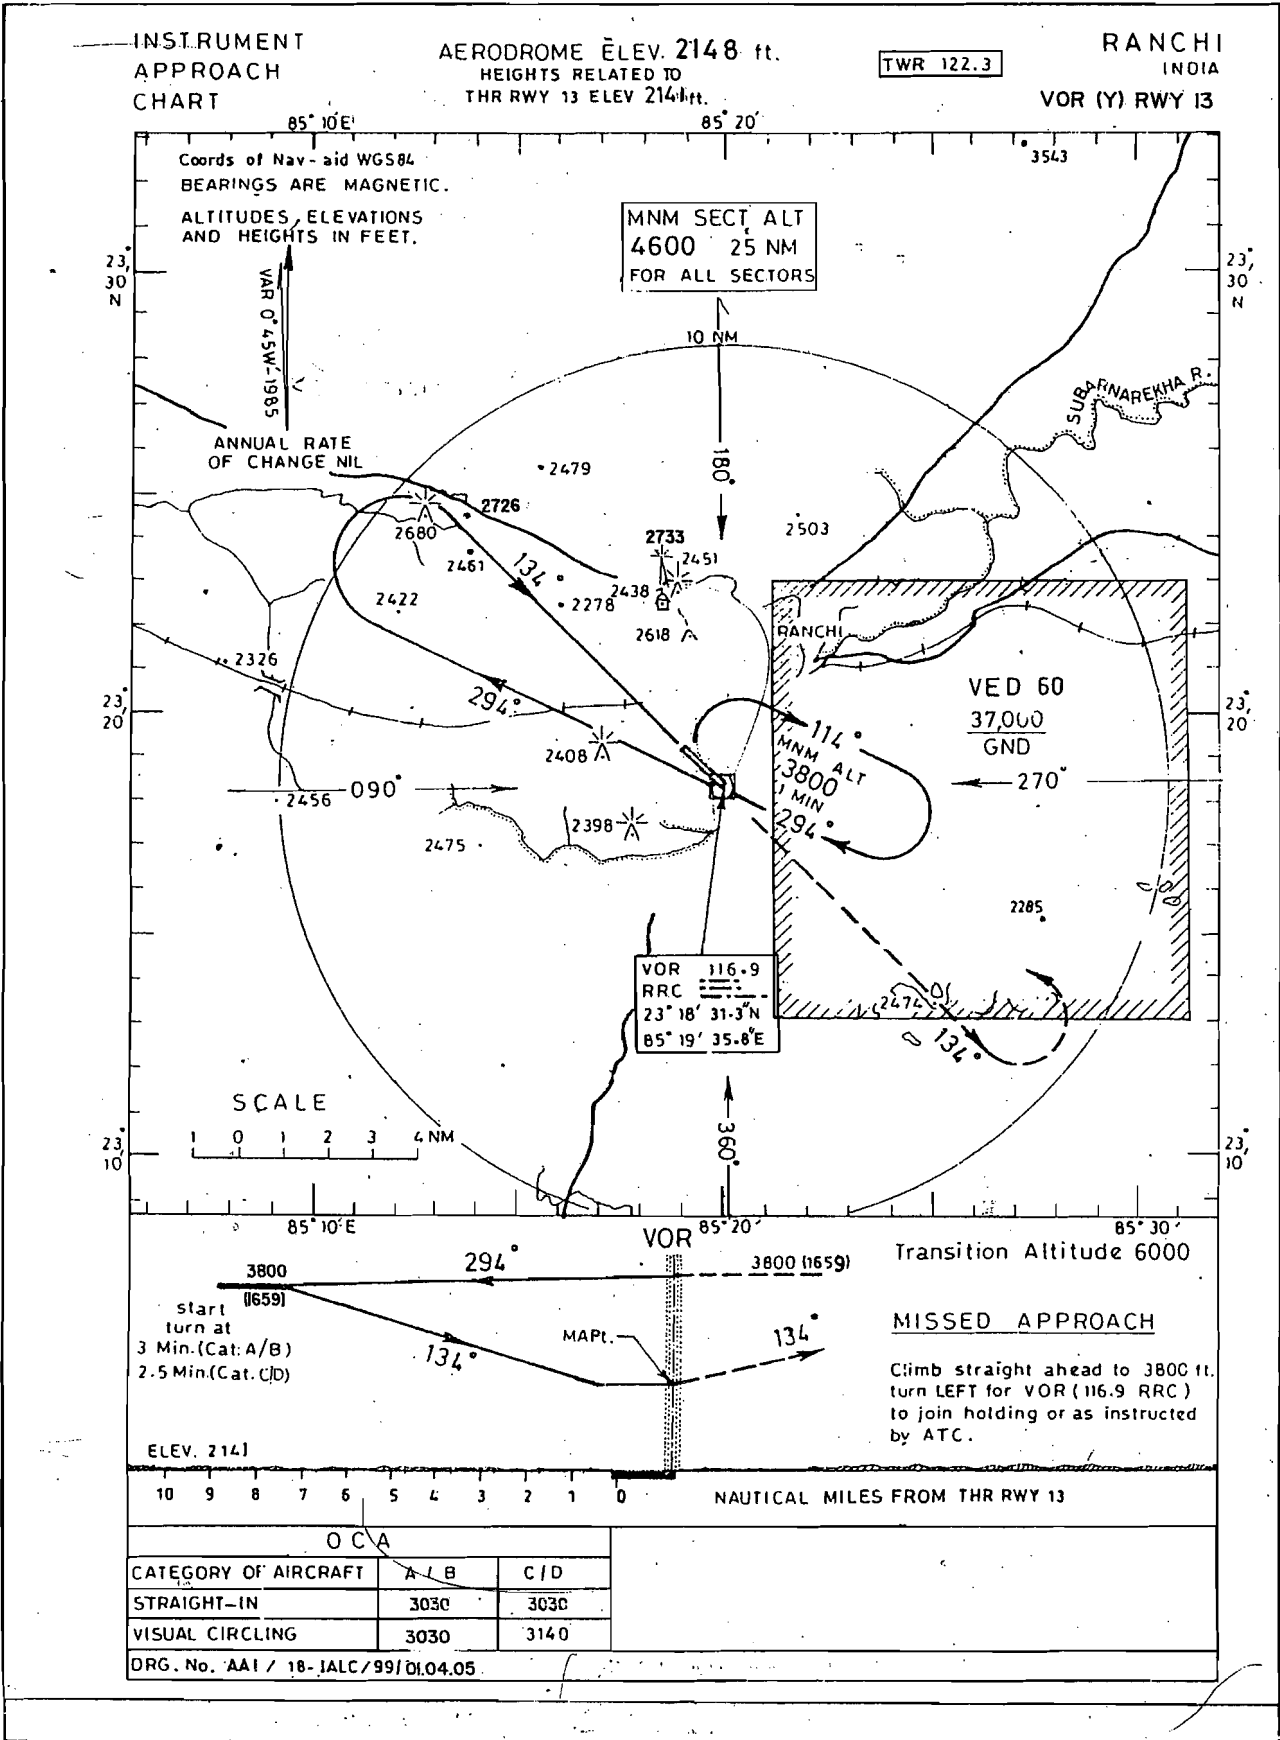 INSTRUMENT
APPROACH
CHART
AERODROME ELEV. 2148 ft.
HEIGHTS RELATED TO
THR RWY 13 ELEV 2141 ft.
TWR 122.3
RANCHI
INDIA
VOR (Y) RWY 13
85° 10'E
85° 20'
Coords of Nav-aid WGS84
BEARINGS ARE MAGNETIC.
ALTITUDES, ELEVATIONS
AND HEIGHTS IN FEET.
3543
MNM SECT ALT
4600 25 NM
FOR ALL SECTORS
23°
30'
N
23°
30'
N
VAR 0° 45W-1985
10 NM
SUBARNAREKHA R.
ANNUAL RATE
OF CHANGE NIL
2479
180°
2726
2680
2503
2733
2451
2461
134°
2438
2278
2422
2618
RANCHI
2326
294°
VED 60
37,000
GND
23°
20'
23°
20'
114°
MNM ALT
3800
1 MIN
294°
2408
090°
2456
270°
2398
2475
2285
VOR 116.9
RRC
23° 18' 31.3"N
85° 19' 35.8"E
2474
134°
SCALE
1 0 1 2 3 4 NM
360°
23°
10'
23°
10'
85° 10'E
85° 20'
85° 30'
VOR
294°
3800
(1659)
3800 (1659)
Transition Altitude 6000
start
turn at
3 Min.(Cat. A/B)
2.5 Min.(Cat. C/D)
134°
MAPt.
134°
MISSED APPROACH
Climb straight ahead to 3800 ft.
turn LEFT for VOR (116.9 RRC)
to join holding or as instructed
by ATC.
ELEV. 2141
10 9 8 7 6 5 4 3 2 1 0 NAUTICAL MILES FROM THR RWY 13
OCA
CATEGORY OF AIRCRAFT A / B C / D
STRAIGHT-IN 3030 3030
VISUAL CIRCLING 3030 3140
DRG. No. AAI / 18-IALC/99/01.04.05